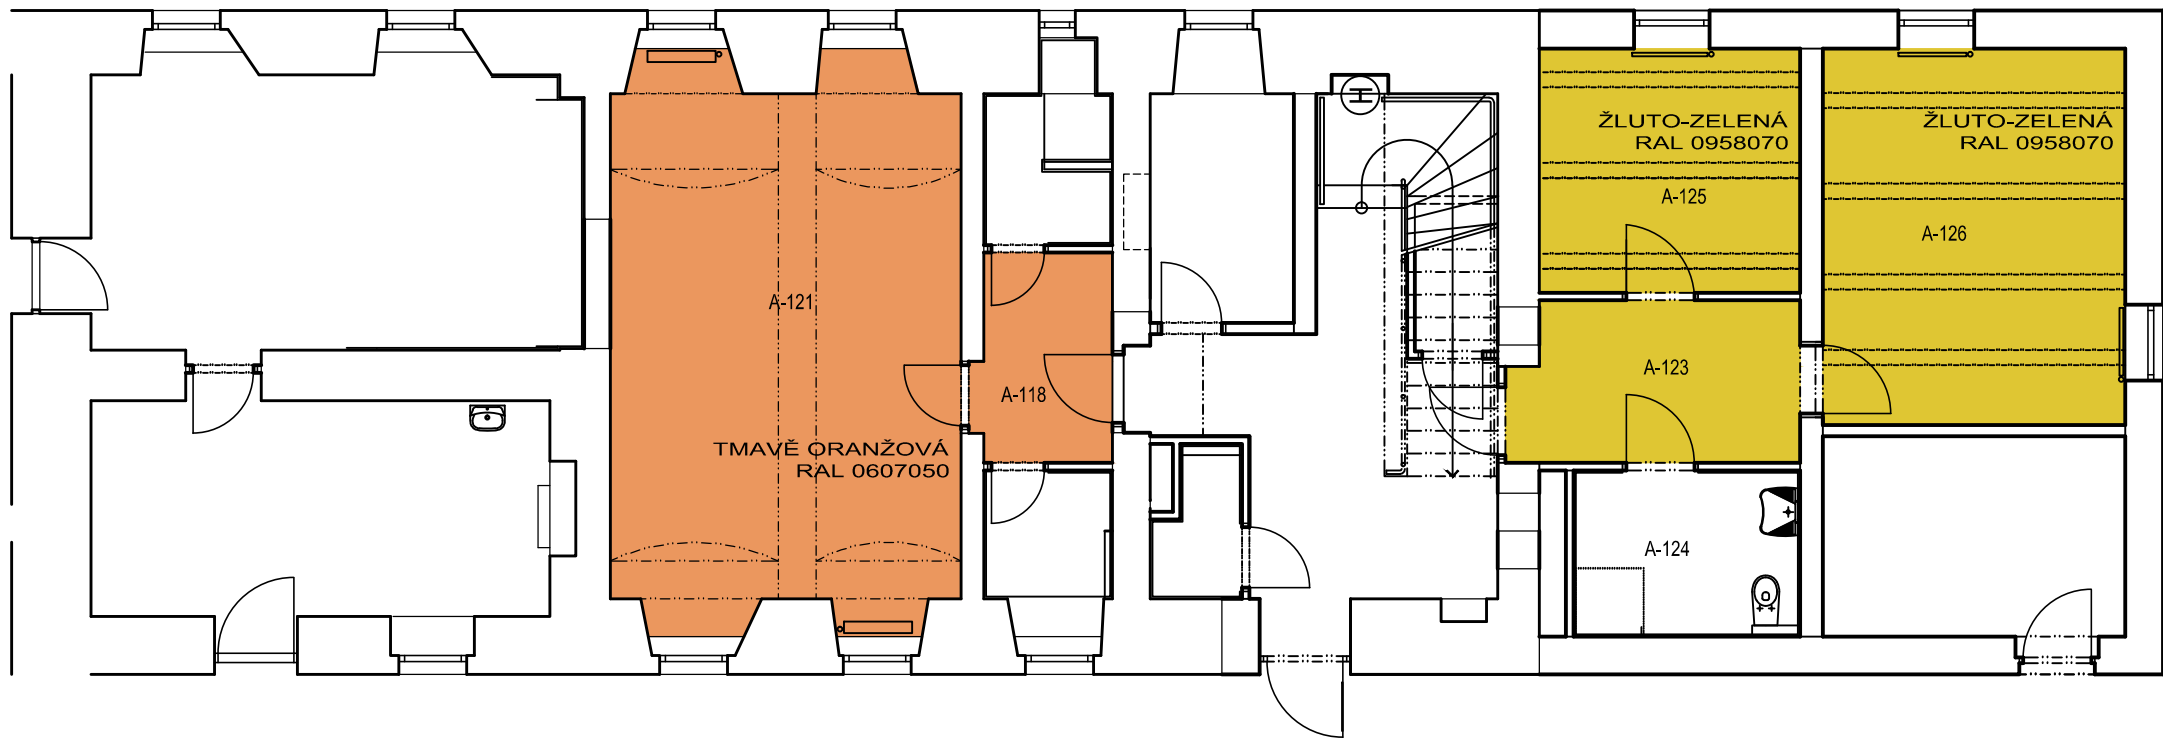 ŽLUTO-ZELENÁ
RAL 0958070
ŽLUTO-ZELENÁ
RAL 0958070
A-125
A-126
A-121
A-123
A-118
TMAVĚ ORANŽOVÁ
RAL 0607050
A-124
H